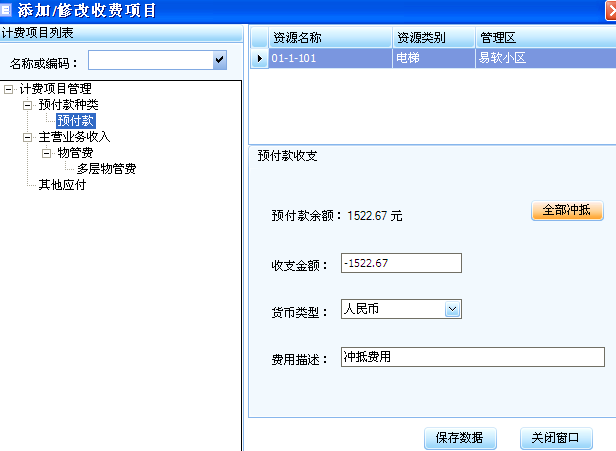 添加/修改收费项目
计费项目列表
名称或编码：
计费项目管理
预付款种类
预付款
主营业务收入
物管费
多层物管费
其他应付
资源名称 资源类别 管理区
01-1-101 电梯 易软小区
预付款收支
预付款余额： 1522.67 元 全部冲抵
收支金额： -1522.67
货币类型： 人民币
费用描述： 冲抵费用
保存数据 关闭窗口